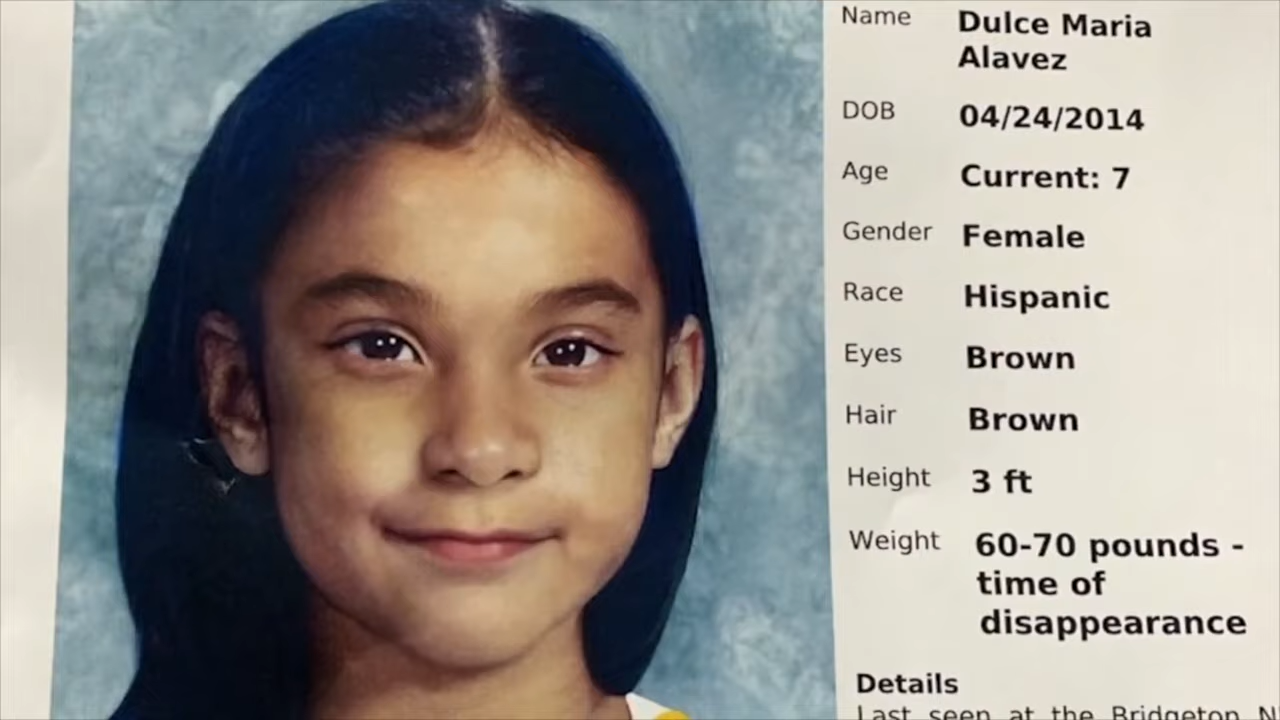 Name Dulce Maria
Alavez
DOB 04/24/2014
Age Current: 7
Gender Female
Race Hispanic
Eyes Brown
Hair Brown
Height 3 ft
Weight 60-70 pounds -
time of
disappearance
Details
Last seen at the Bridgeton